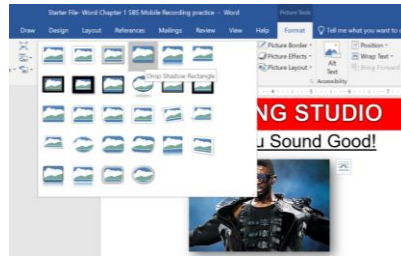 Starter File- Word Chapter 1 SBS Mobile Recording practice - Word
Picture Tools
Draw Design Layout References Mailings Review View Help Format Tell me what you want to
Picture Border
Picture Effects
Picture Layout
Alt
Text
Position
Wrap Text
Bring Forward
Accessibility
Drop Shadow Rectangle
NG STUDIO
u Sound Good!